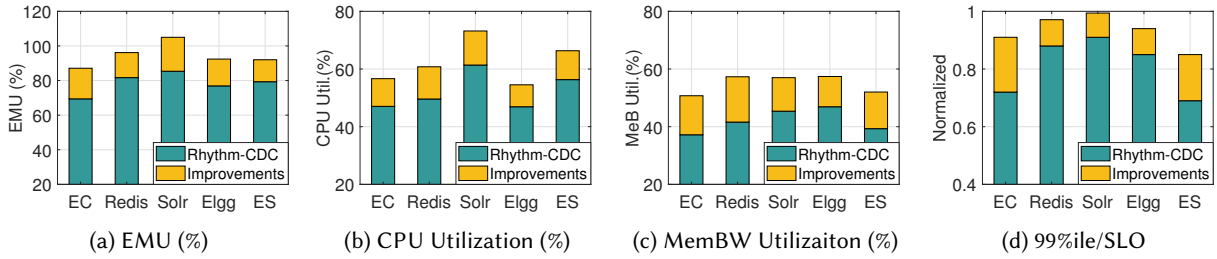 EMU (%)
120
100
80
60
40
20
Rhythm-CDC
Improvements
EC Redis Solr Elgg ES
(a) EMU (%)
CPU Util.(%)
80
60
40
20
Rhythm-CDC
Improvements
EC Redis Solr Elgg ES
(b) CPU Utilization (%)
MeB Util.(%)
80
60
40
20
Rhythm-CDC
Improvements
EC Redis Solr Elgg ES
(c) MemBW Utilizaiton (%)
Normalized
1
0.8
0.6
0.4
Rhythm-CDC
Improvements
EC Redis Solr Elgg ES
(d) 99%ile/SLO